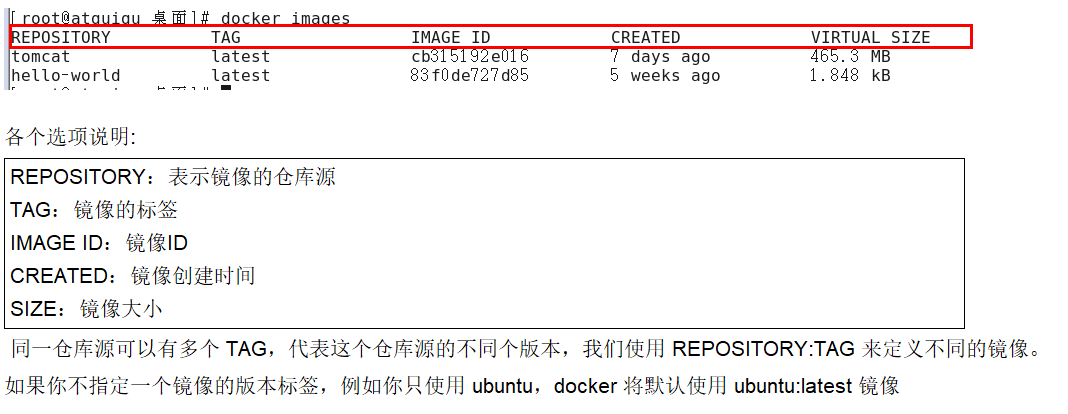 [root@atguigu 桌面]# docker images
REPOSITORY TAG IMAGE ID CREATED VIRTUAL SIZE
tomcat latest cb315192e016 7 days ago 465.3 MB
hello-world latest 83f0de727d85 5 weeks ago 1.848 kB
[root@atguigu 桌面]#
各个选项说明:
REPOSITORY：表示镜像的仓库源
TAG：镜像的标签
IMAGE ID：镜像ID
CREATED：镜像创建时间
SIZE：镜像大小
同一仓库源可以有多个 TAG，代表这个仓库源的不同个版本，我们使用 REPOSITORY:TAG 来定义不同的镜像。
如果你不指定一个镜像的版本标签，例如你只使用 ubuntu，docker 将默认使用 ubuntu:latest 镜像